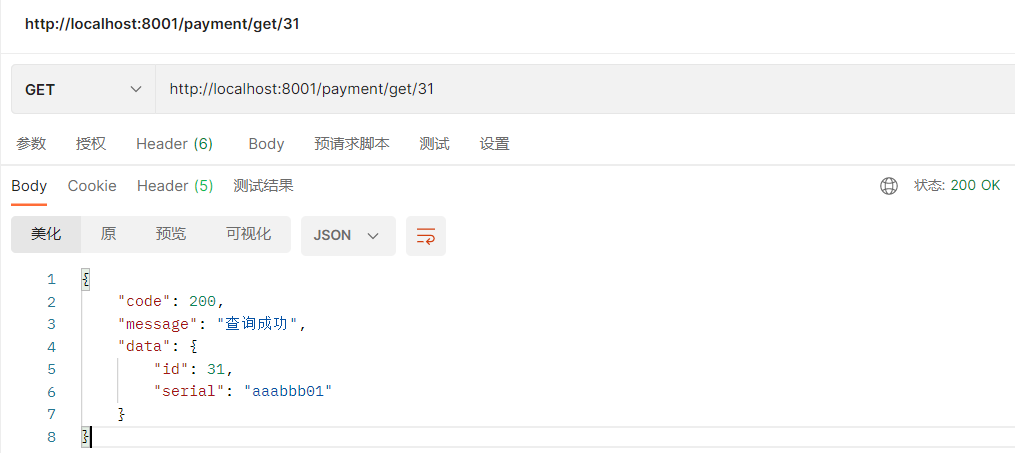 http://localhost:8001/payment/get/31
GET http://localhost:8001/payment/get/31
参数 授权 Header (6) Body 预请求脚本 测试 设置
Body Cookie Header (5) 测试结果 状态: 200 OK
美化 原 预览 可视化 JSON
1 {
2 "code": 200,
3 "message": "查询成功",
4 "data": {
5 "id": 31,
6 "serial": "aaabbb01"
7 }
8 }